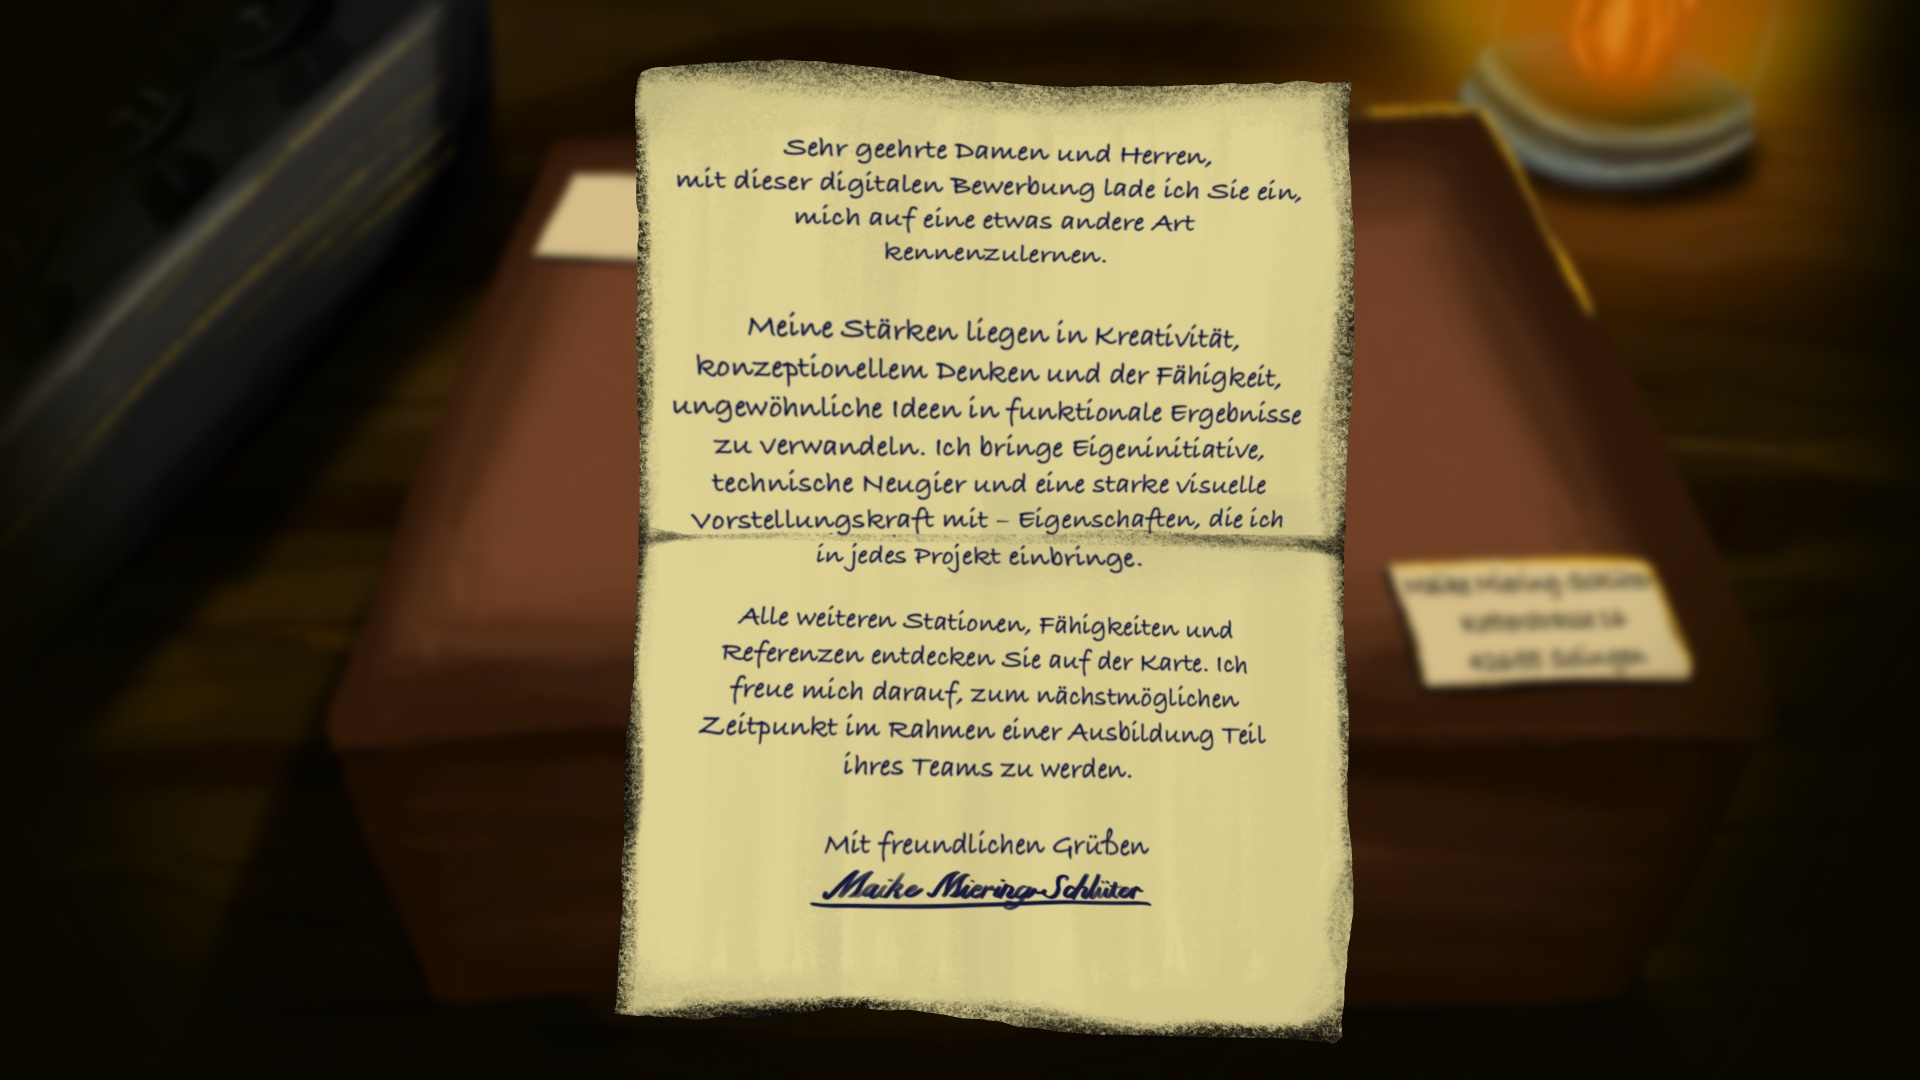 Sehr geehrte Damen und Herren,
mit dieser digitalen Bewerbung lade ich Sie ein,
mich auf eine etwas andere Art
kennenzulernen.
Meine Stärken liegen in Kreativität,
konzeptionellem Denken und der Fähigkeit,
ungewöhnliche Ideen in funktionale Ergebnisse
zu verwandeln. Ich bringe Eigeninitiative,
technische Neugier und eine starke visuelle
Vorstellungskraft mit – Eigenschaften, die ich
in jedes Projekt einbringe.
Alle weiteren Stationen, Fähigkeiten und
Referenzen entdecken Sie auf der Karte. Ich
freue mich darauf, zum nächstmöglichen
Zeitpunkt im Rahmen einer Ausbildung Teil
ihres Teams zu werden.
Mit freundlichen Grüßen
Maike Miering-Schlüter